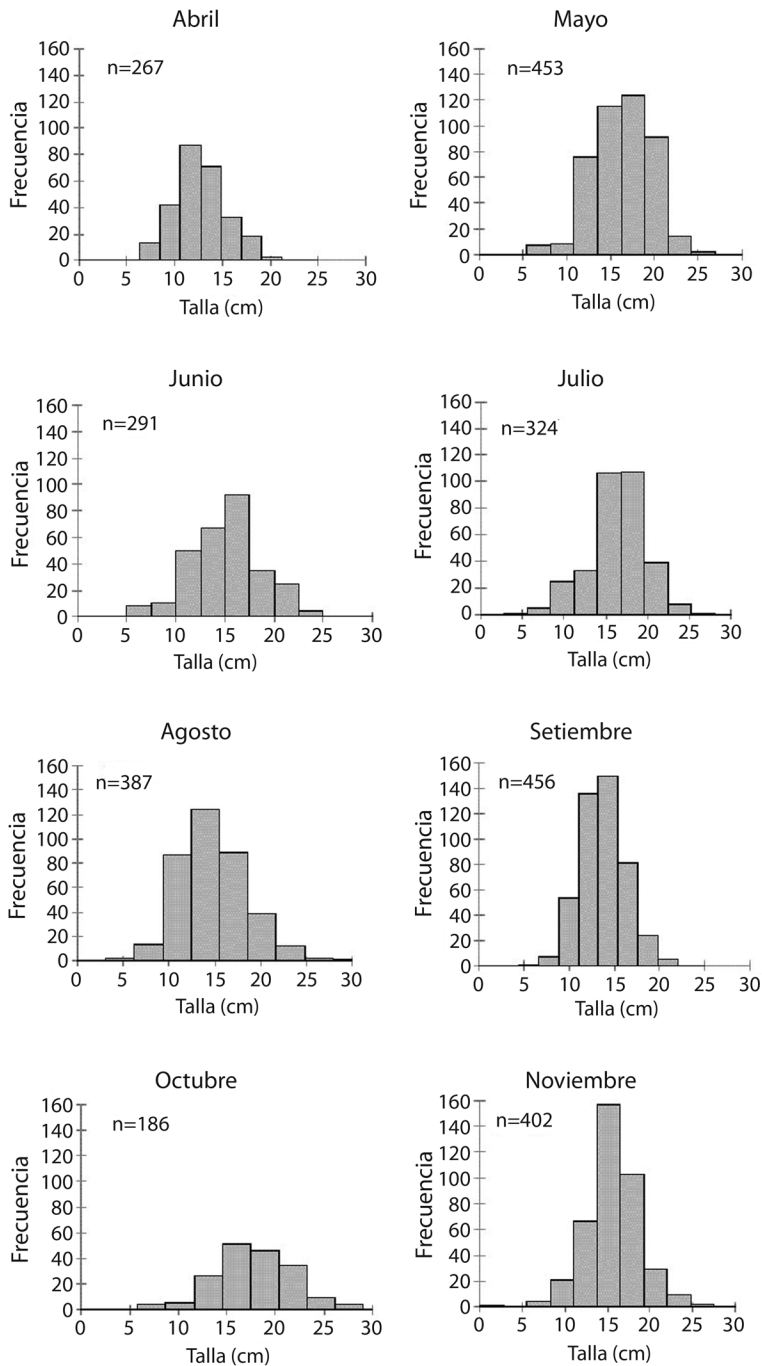 Abril
n=267
Frecuencia
160
140
120
100
80
60
40
20
0
0 5 10 15 20 25 30
Talla (cm)
Mayo
n=453
Frecuencia
160
140
120
100
80
60
40
20
0
0 5 10 15 20 25 30
Talla (cm)
Junio
n=291
Frecuencia
160
140
120
100
80
60
40
20
0
0 5 10 15 20 25 30
Talla (cm)
Julio
n=324
Frecuencia
160
140
120
100
80
60
40
20
0
0 5 10 15 20 25 30
Talla (cm)
Agosto
n=387
Frecuencia
160
140
120
100
80
60
40
20
0
0 5 10 15 20 25 30
Talla (cm)
Setiembre
n=456
Frecuencia
160
140
120
100
80
60
40
20
0
0 5 10 15 20 25 30
Talla (cm)
Octubre
n=186
Frecuencia
160
140
120
100
80
60
40
20
0
0 5 10 15 20 25 30
Talla (cm)
Noviembre
n=402
Frecuencia
160
140
120
100
80
60
40
20
0
0 5 10 15 20 25 30
Talla (cm)